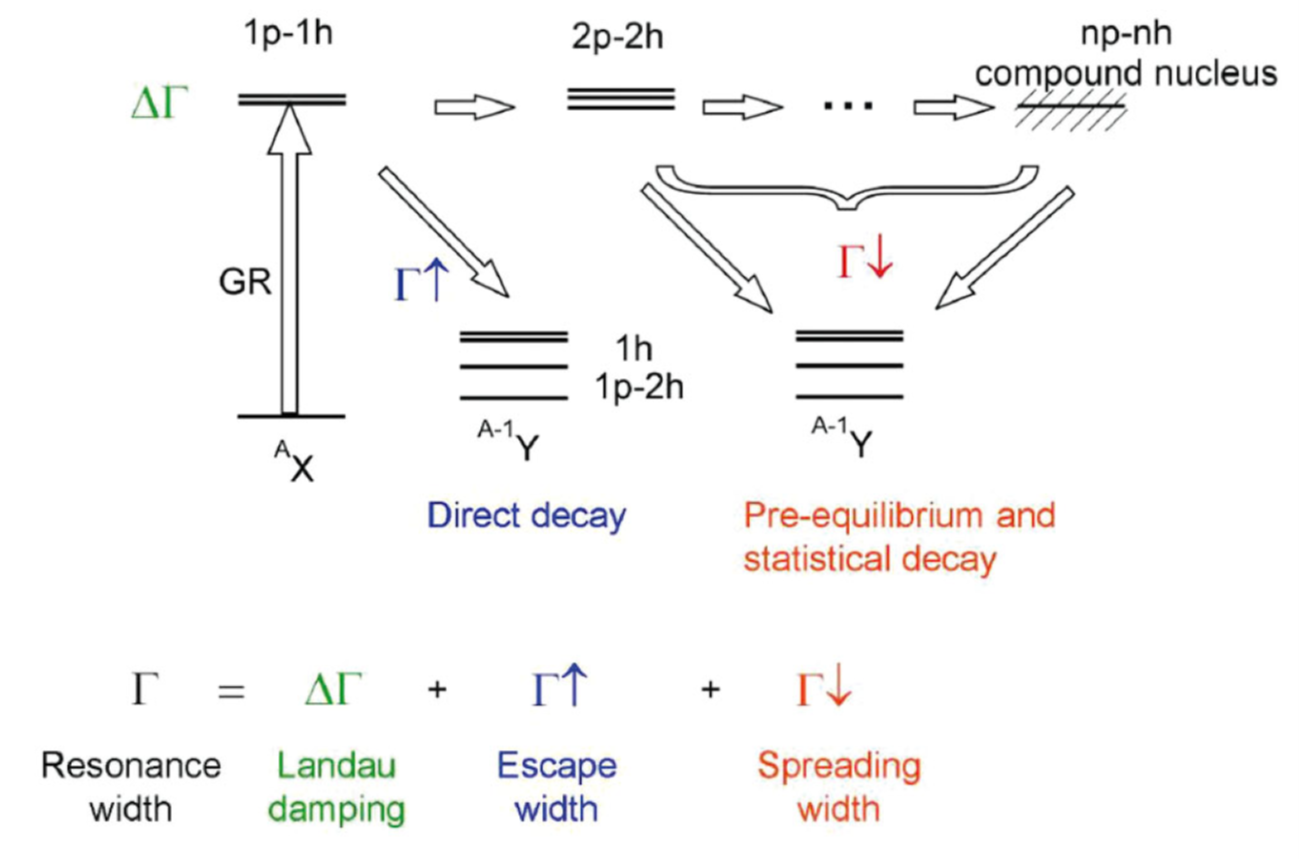 1p-1h
2p-2h
np-nh
compound nucleus
ΔΓ
...
GR
Γ↑
Γ↓
1h
1p-2h
ᴬX
ᴬ⁻¹Y
ᴬ⁻¹Y
Direct decay
Pre-equilibrium and
statistical decay
Γ = ΔΓ + Γ↑ + Γ↓
Resonance
width
Landau
damping
Escape
width
Spreading
width